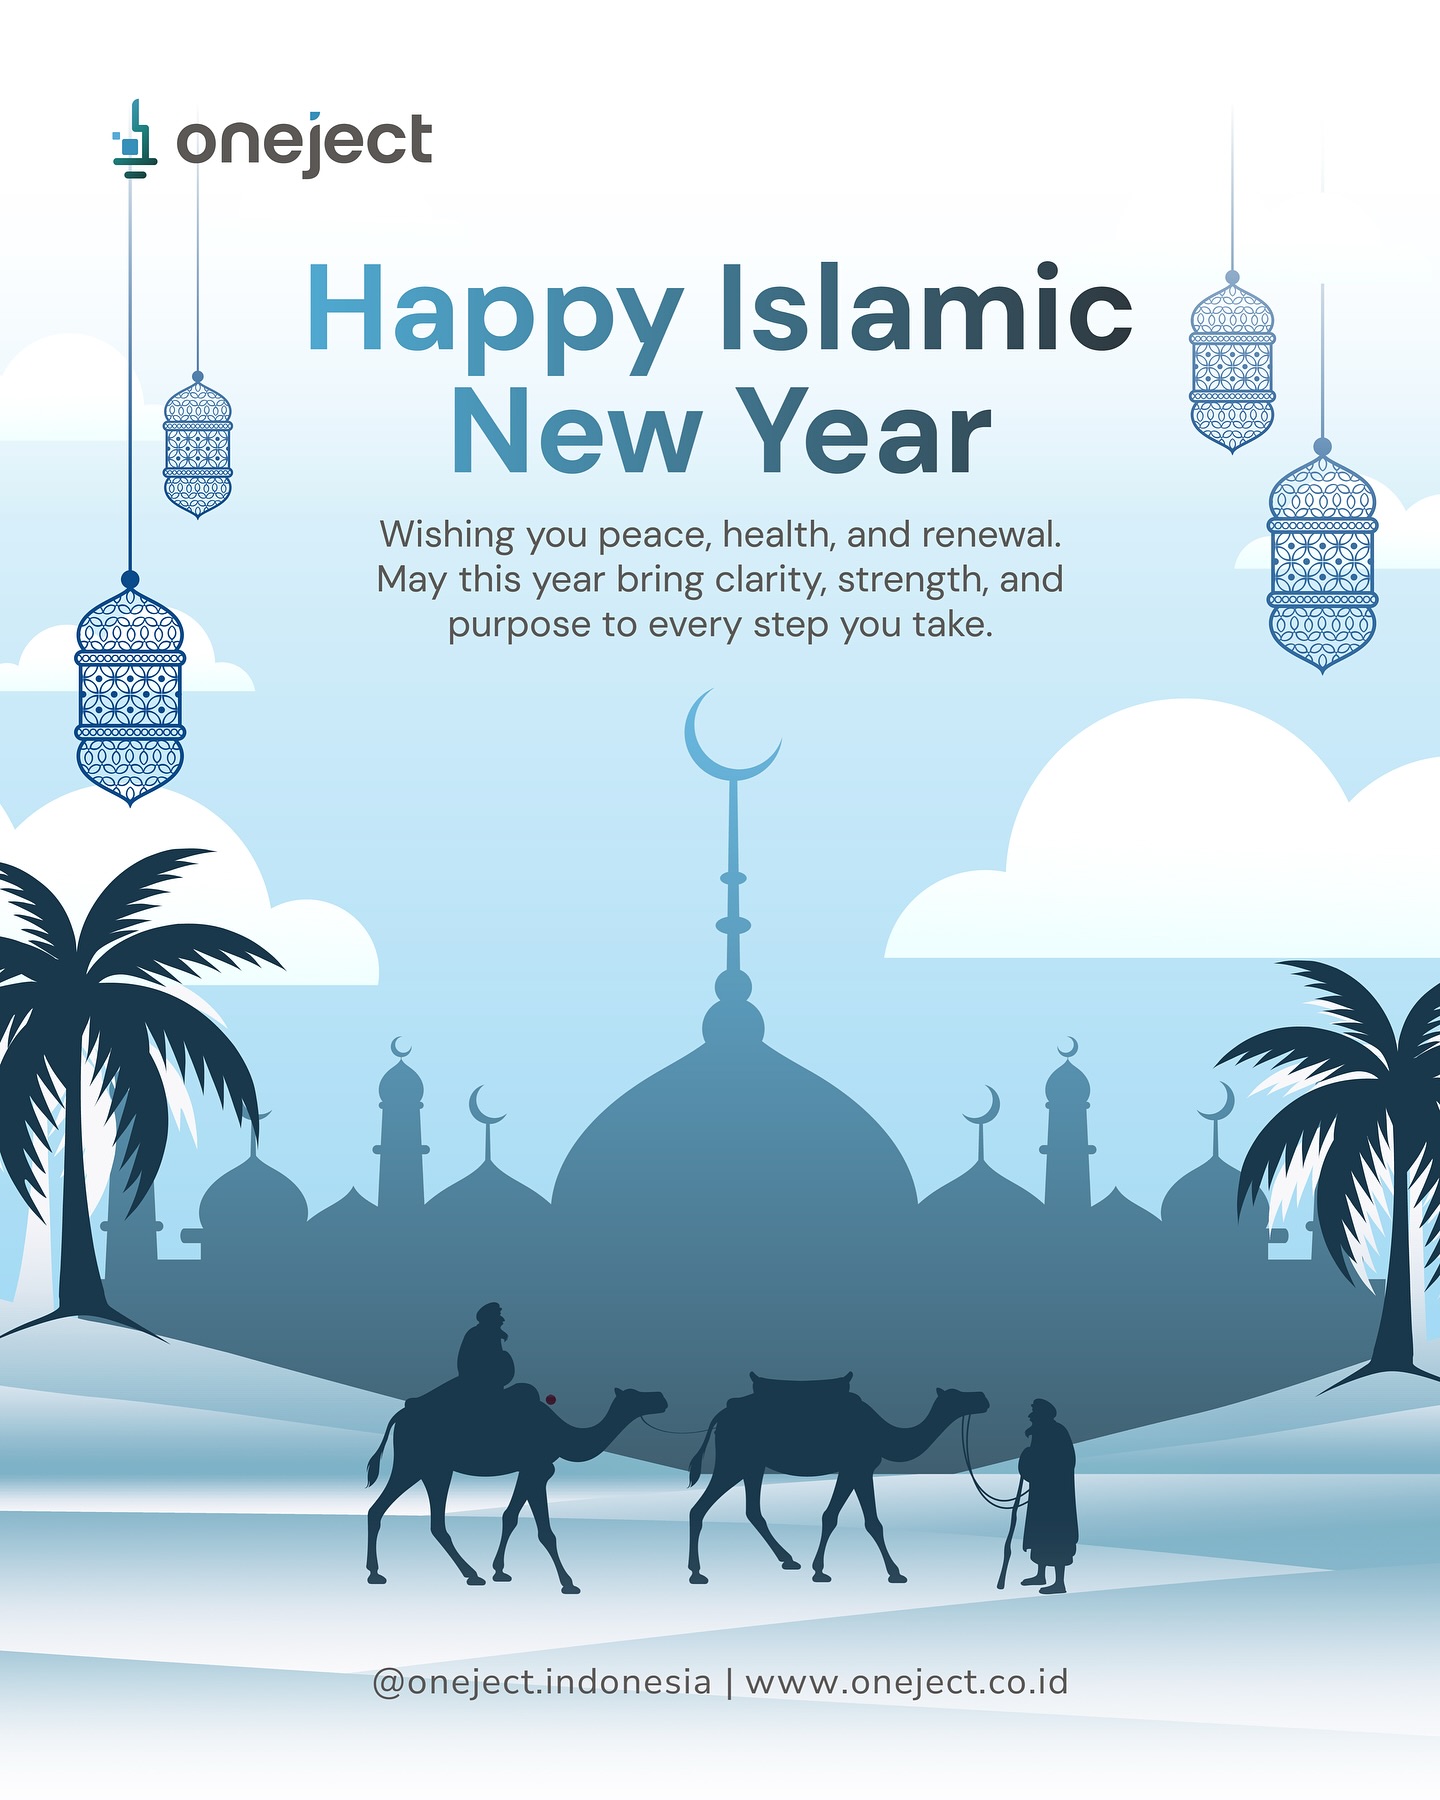 oneject
Happy Islamic
New Year
Wishing you peace, health, and renewal.
May this year bring clarity, strength, and
purpose to every step you take.
@oneject.indonesia | www.oneject.co.id